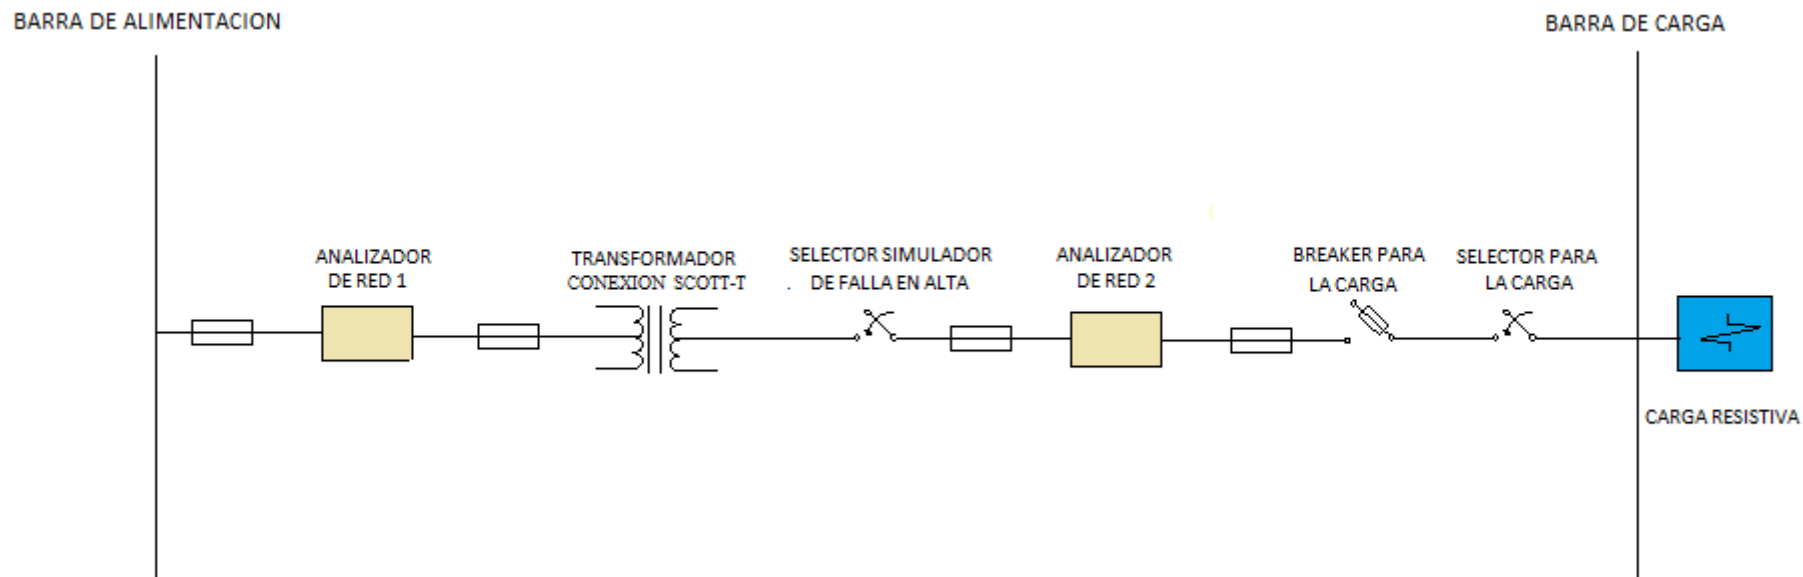 BARRA DE ALIMENTACION
BARRA DE CARGA
ANALIZADOR
DE RED 1
TRANSFORMADOR
CONEXION SCOTT-T
SELECTOR SIMULADOR
DE FALLA EN ALTA
ANALIZADOR
DE RED 2
BREAKER PARA
LA CARGA
SELECTOR PARA
LA CARGA
CARGA RESISTIVA